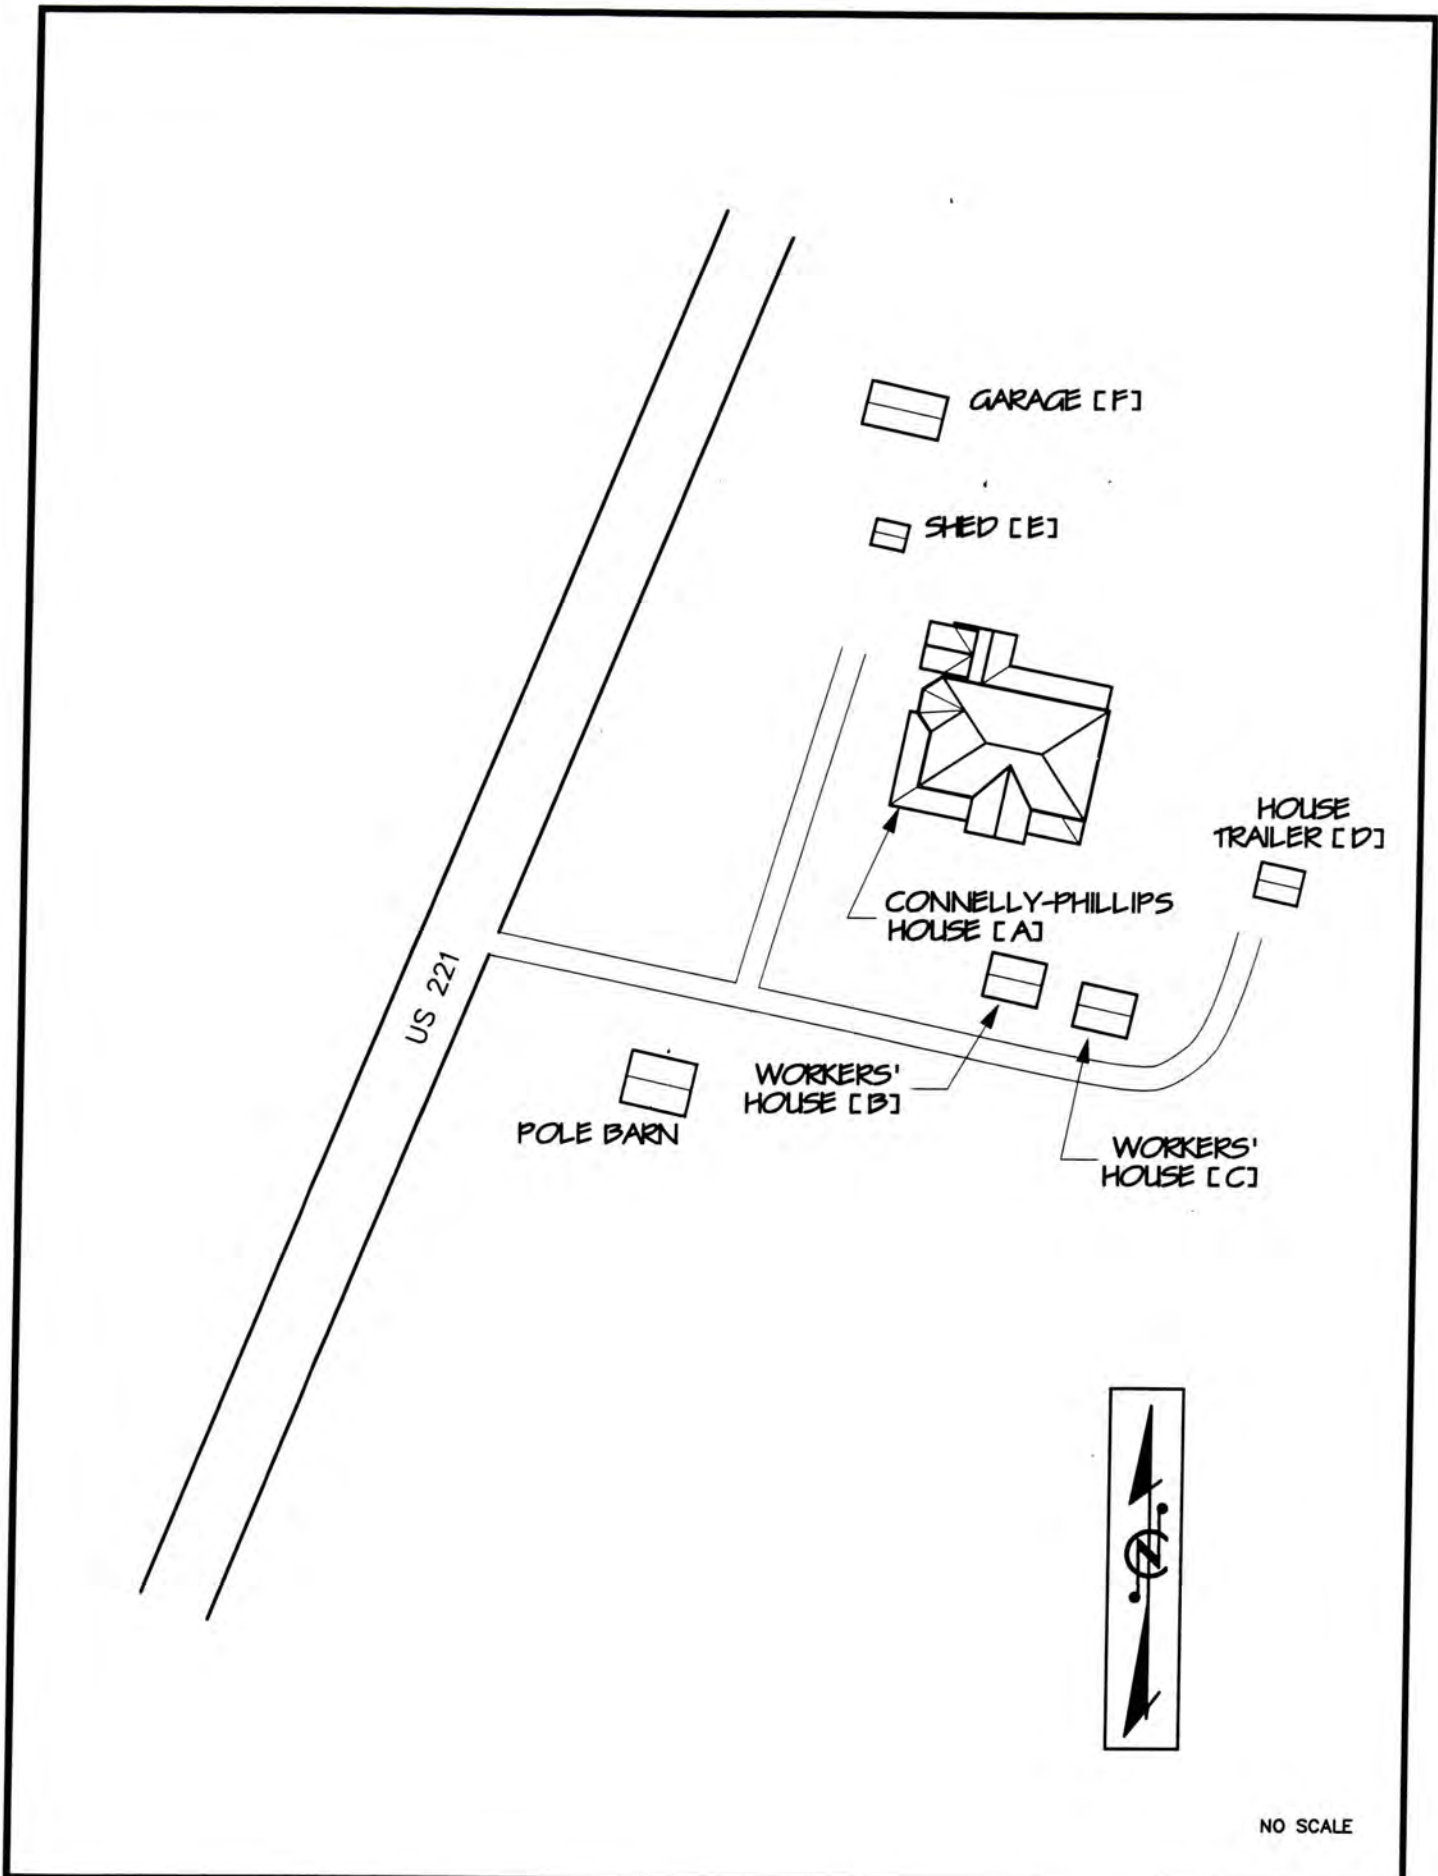 GARAGE [F]
SHED [E]
HOUSE
TRAILER [D]
CONNELLY-PHILLIPS
HOUSE [A]
US 221
WORKERS'
HOUSE [B]
POLE BARN
WORKERS'
HOUSE [C]
N
NO SCALE